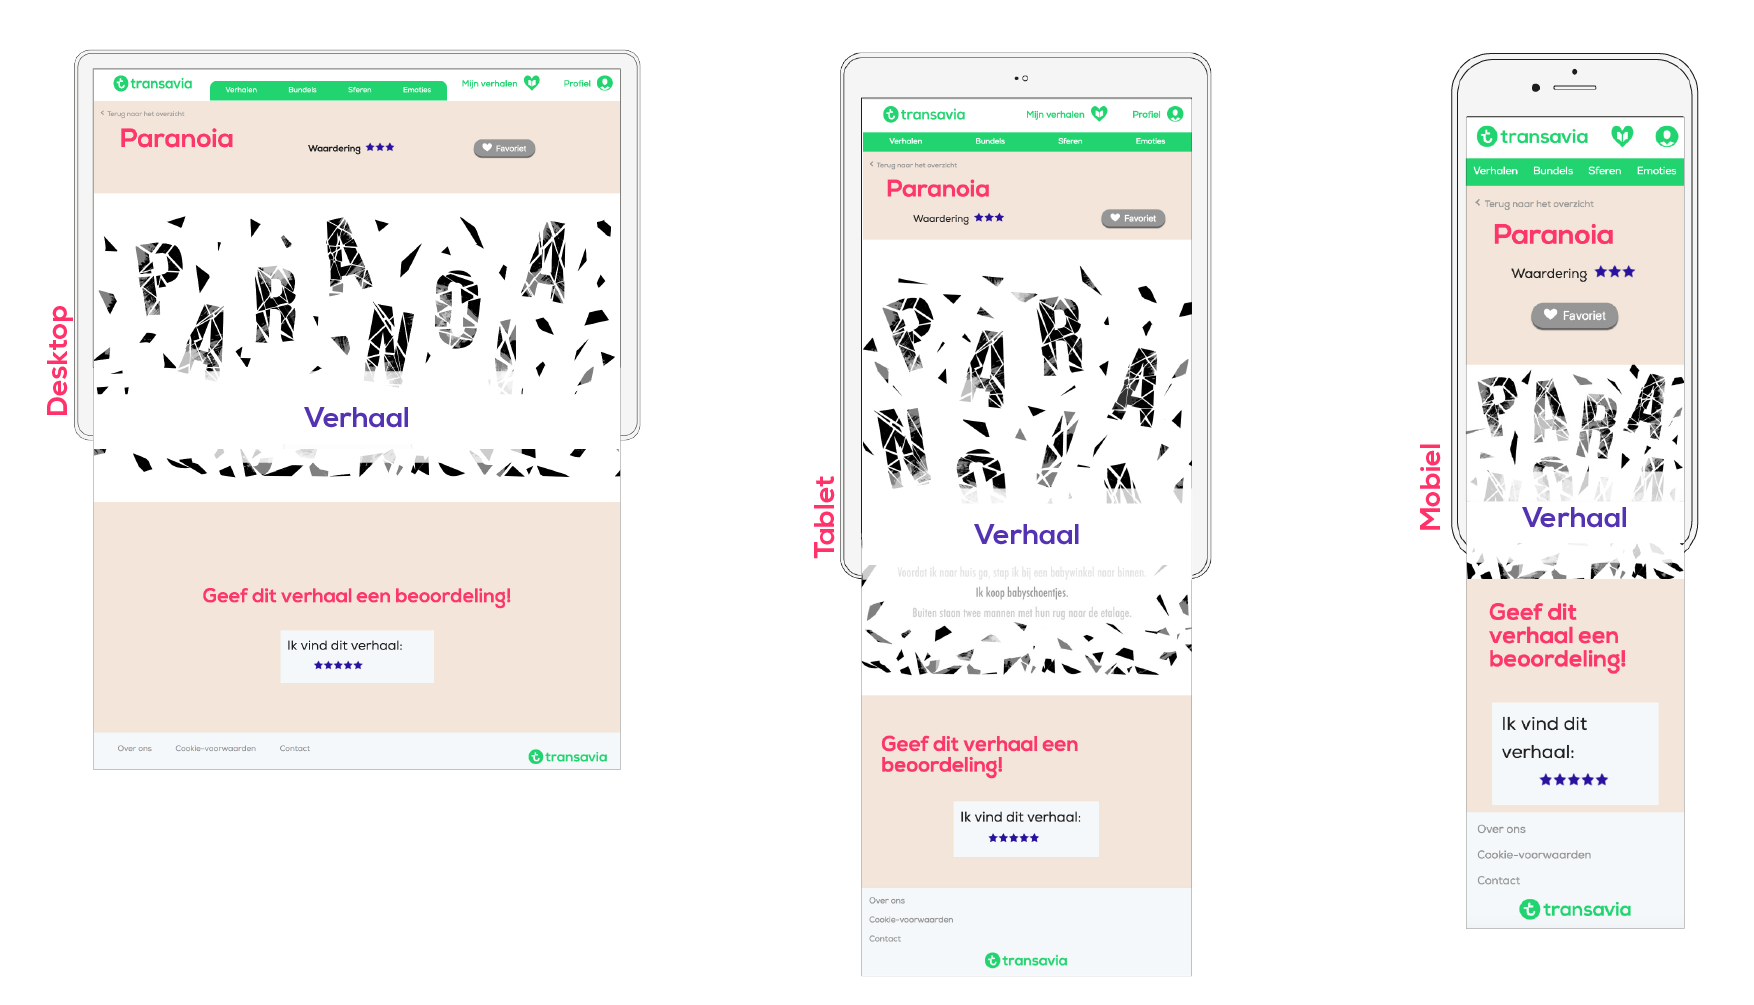 Desktop
transavia
Verhalen Bundels Sferen Emoties
Mijn verhalen
Profiel
< Terug naar het overzicht
Paranoia
Waardering
Favoriet
PARANOIA
Verhaal
Geef dit verhaal een beoordeling!
Ik vind dit verhaal:
Over ons Cookie-voorwaarden Contact
transavia
Tablet
transavia
Mijn verhalen
Profiel
Verhalen Bundels Sferen Emoties
< Terug naar het overzicht
Paranoia
Waardering
Favoriet
PARA
NOIA
Verhaal
Voordat ik naar huis ga, stap ik bij een babywinkel naar binnen.
Ik koop babyschoentjes.
Buiten staan twee mannen met hun rug naar de etalage.
Geef dit verhaal een
beoordeling!
Ik vind dit verhaal:
Over ons
Cookie-voorwaarden
Contact
transavia
Mobiel
transavia
Verhalen Bundels Sferen Emoties
< Terug naar het overzicht
Paranoia
Waardering
Favoriet
PARA
NOIA
Verhaal
Geef dit
verhaal een
beoordeling!
Ik vind dit
verhaal:
Over ons
Cookie-voorwaarden
Contact
transavia